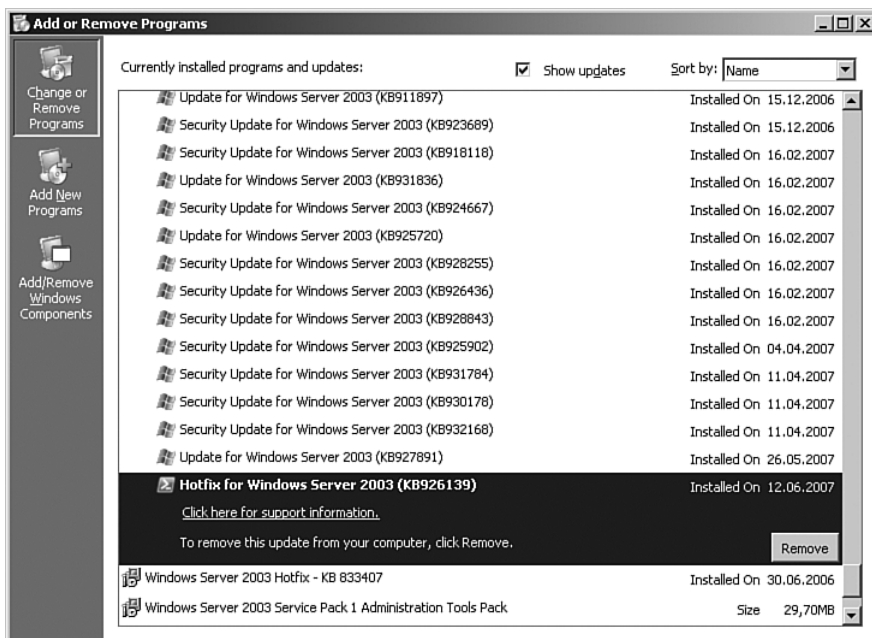 Add or Remove Programs
Change or
Remove
Programs
Add New
Programs
Add/Remove
Windows
Components
Currently installed programs and updates:
Show updates
Sort by: Name
Update for Windows Server 2003 (KB911897) Installed On 15.12.2006
Security Update for Windows Server 2003 (KB923689) Installed On 15.12.2006
Security Update for Windows Server 2003 (KB918118) Installed On 16.02.2007
Update for Windows Server 2003 (KB931836) Installed On 16.02.2007
Security Update for Windows Server 2003 (KB924667) Installed On 16.02.2007
Update for Windows Server 2003 (KB925720) Installed On 16.02.2007
Security Update for Windows Server 2003 (KB928255) Installed On 16.02.2007
Security Update for Windows Server 2003 (KB926436) Installed On 16.02.2007
Security Update for Windows Server 2003 (KB928843) Installed On 16.02.2007
Security Update for Windows Server 2003 (KB925902) Installed On 04.04.2007
Security Update for Windows Server 2003 (KB931784) Installed On 11.04.2007
Security Update for Windows Server 2003 (KB930178) Installed On 11.04.2007
Security Update for Windows Server 2003 (KB932168) Installed On 11.04.2007
Update for Windows Server 2003 (KB927891) Installed On 26.05.2007
Hotfix for Windows Server 2003 (KB926139) Installed On 12.06.2007
Click here for support information.
To remove this update from your computer, click Remove. Remove
Windows Server 2003 Hotfix - KB 833407 Installed On 30.06.2006
Windows Server 2003 Service Pack 1 Administration Tools Pack Size 29,70MB